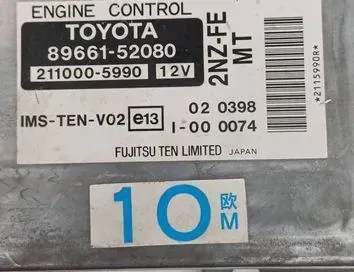 ENGINE CONTROL
TOYOTA
89661-52080
211000-5990 12V
2NZ-FE
MT
*2115990R*
IMS-TEN-V02 e13 02 0398
I-00 0074
FUJITSU TEN LIMITED JAPAN
10 欧M